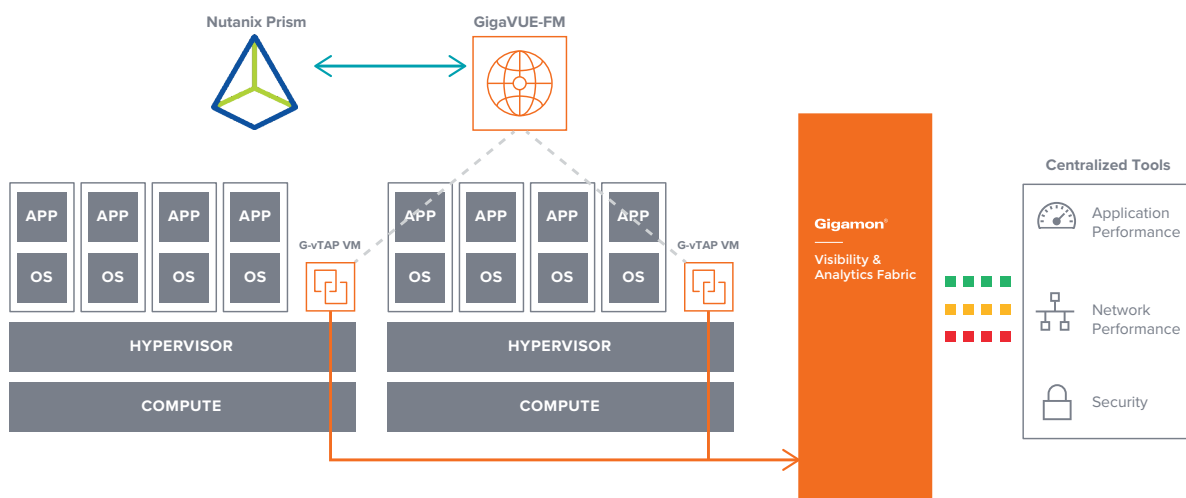 Nutanix Prism
GigaVUE-FM
Centralized Tools
APP APP APP APP
APP APP APP APP
G-vTAP VM
G-vTAP VM
OS OS OS OS
OS OS OS OS
HYPERVISOR
HYPERVISOR
COMPUTE
COMPUTE
Gigamon®
Visibility &
Analytics Fabric
Application
Performance
Network
Performance
Security